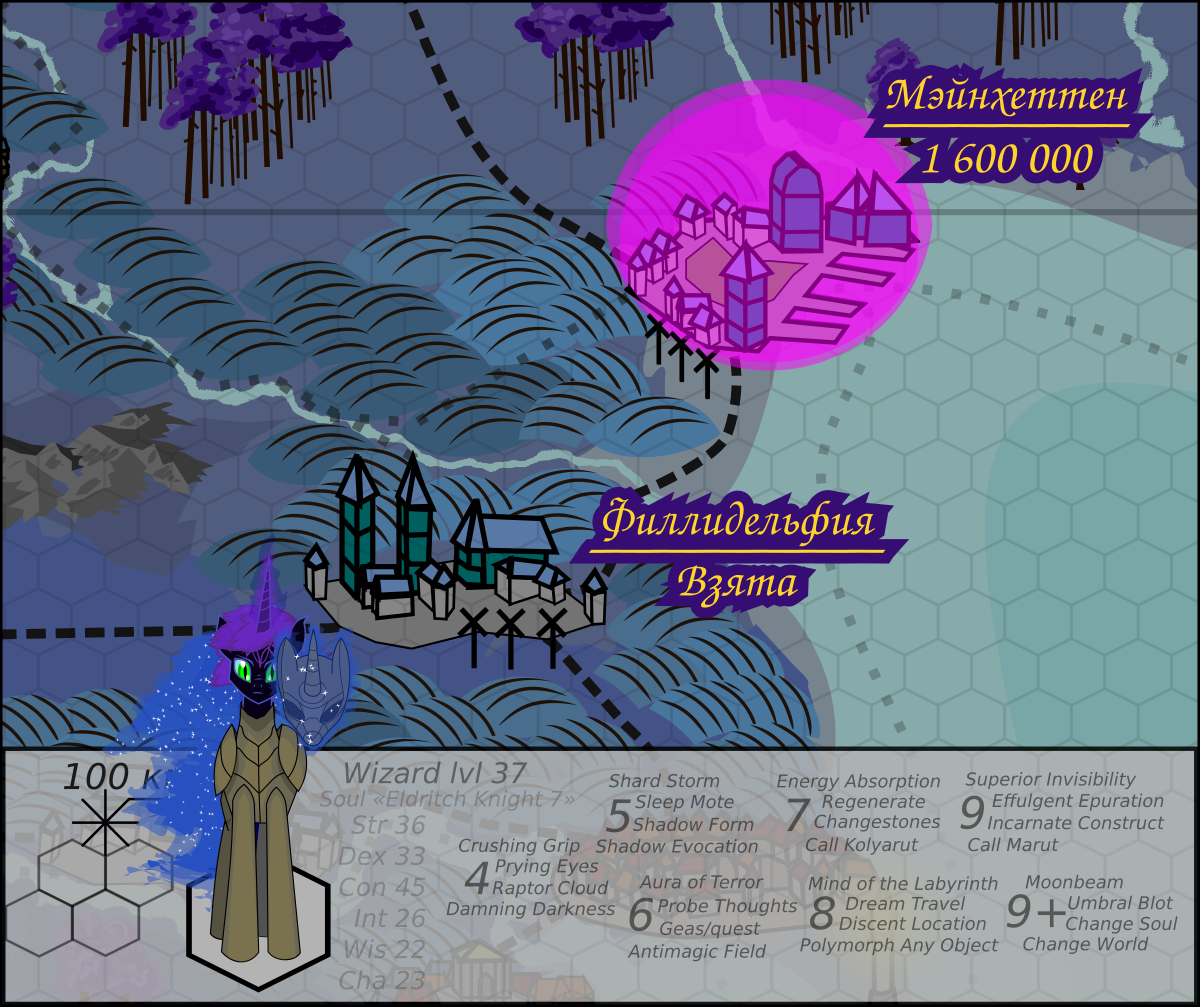 Мэйнхеттен
1 600 000
Филлидельфия
Взята
100 к
Wizard lvl 37
Soul «Eldritch Knight 7»
Str 36
Dex 33
Con 45
Int 26
Wis 22
Cha 23
4
Crushing Grip
Prying Eyes
Raptor Cloud
Damning Darkness
5
Shard Storm
Sleep Mote
Shadow Form
Shadow Evocation
6
Aura of Terror
Probe Thoughts
Geas/quest
Antimagic Field
7
Energy Absorption
Regenerate
Changestones
Call Kolyarut
8
Mind of the Labyrinth
Dream Travel
Discent Location
Polymorph Any Object
9
Superior Invisibility
Effulgent Epuration
Incarnate Construct
Call Marut
9+
Moonbeam
Umbral Blot
Change Soul
Change World